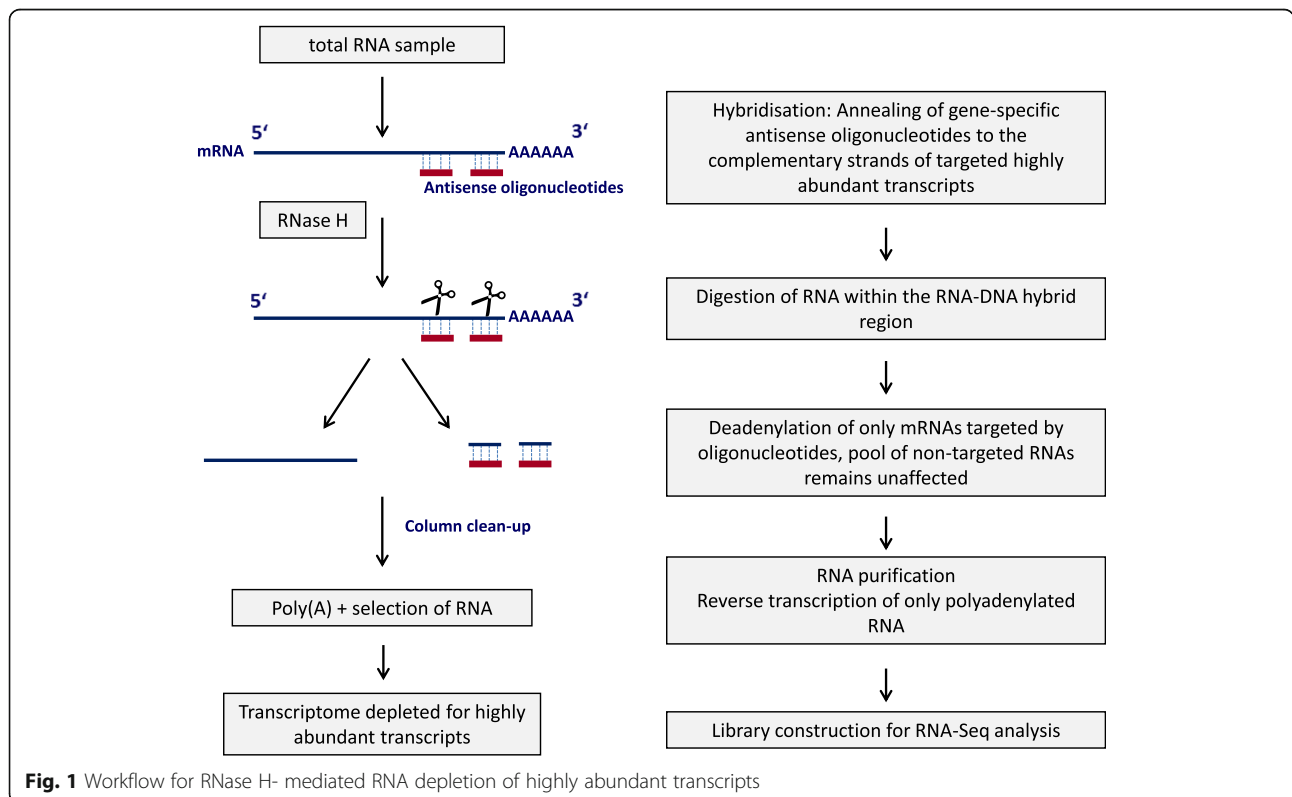 total RNA sample
5‘
3‘
mRNA
AAAAAA
Antisense oligonucleotides
RNase H
5‘
3‘
AAAAAA
Column clean-up
Poly(A) + selection of RNA
Transcriptome depleted for highly
abundant transcripts
Hybridisation: Annealing of gene-specific
antisense oligonucleotides to the
complementary strands of targeted highly
abundant transcripts
Digestion of RNA within the RNA-DNA hybrid
region
Deadenylation of only mRNAs targeted by
oligonucleotides, pool of non-targeted RNAs
remains unaffected
RNA purification
Reverse transcription of only polyadenylated
RNA
Library construction for RNA-Seq analysis
Fig. 1 Workflow for RNase H- mediated RNA depletion of highly abundant transcripts